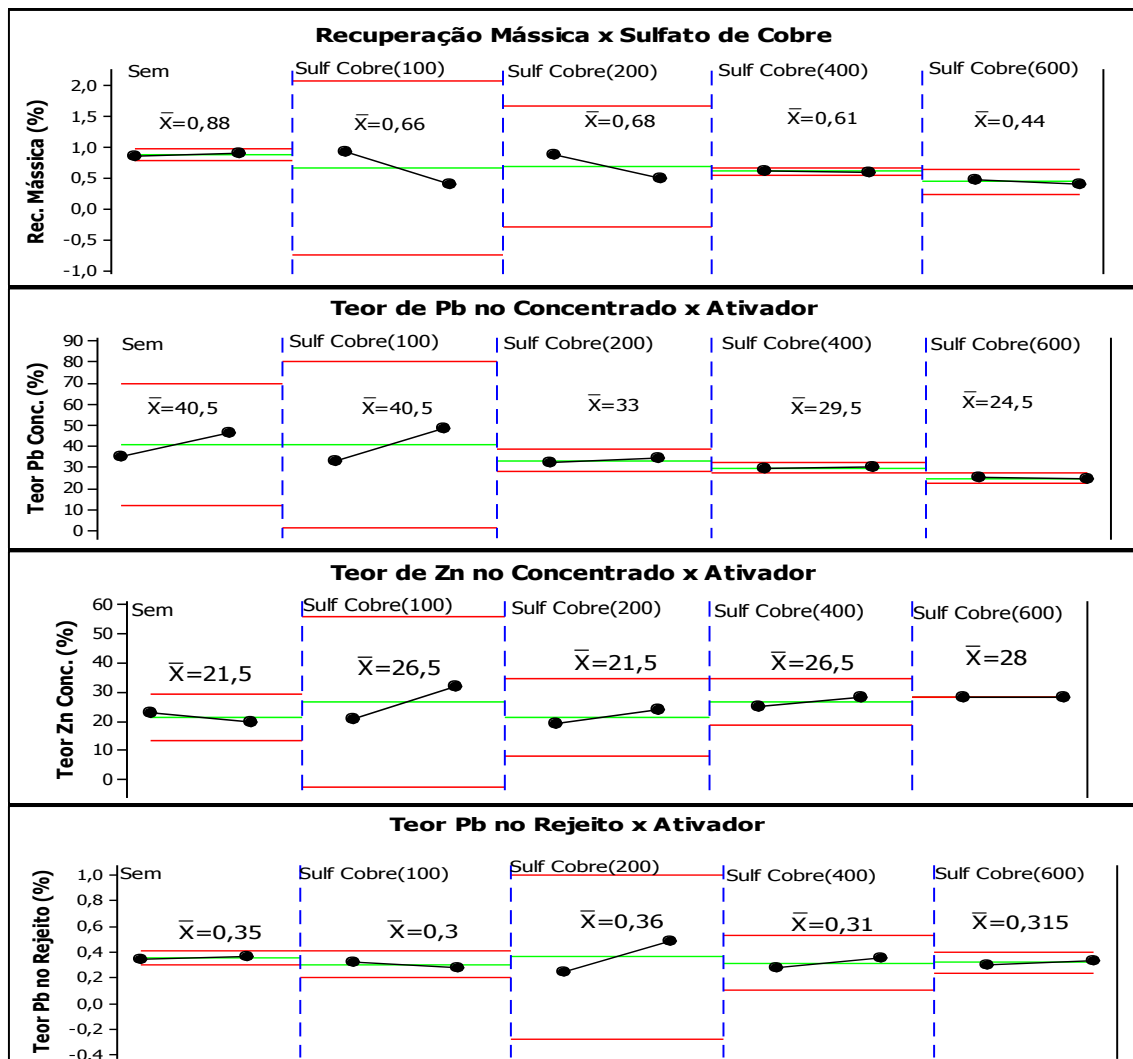 Recuperação Mássica x Sulfato de Cobre
Sem Sulf Cobre(100) Sulf Cobre(200) Sulf Cobre(400) Sulf Cobre(600)
Rec. Mássica (%)
2,0
1,5
1,0
0,5
0,0
-0,5
-1,0
X̅=0,88 X̅=0,66 X̅=0,68 X̅=0,61 X̅=0,44
Teor de Pb no Concentrado x Ativador
Sem Sulf Cobre(100) Sulf Cobre(200) Sulf Cobre(400) Sulf Cobre(600)
Teor Pb Conc. (%)
90
80
70
60
50
40
30
20
10
0
X̅=40,5 X̅=40,5 X̅=33 X̅=29,5 X̅=24,5
Teor de Zn no Concentrado x Ativador
Sem Sulf Cobre(100) Sulf Cobre(200) Sulf Cobre(400) Sulf Cobre(600)
Teor Zn Conc. (%)
60
50
40
30
20
10
0
X̅=21,5 X̅=26,5 X̅=21,5 X̅=26,5 X̅=28
Teor Pb no Rejeito x Ativador
Sem Sulf Cobre(100) Sulf Cobre(200) Sulf Cobre(400) Sulf Cobre(600)
Teor Pb no Rejeito (%)
1,0
0,8
0,6
0,4
0,2
0,0
-0,2
-0,4
X̅=0,35 X̅=0,3 X̅=0,36 X̅=0,31 X̅=0,315